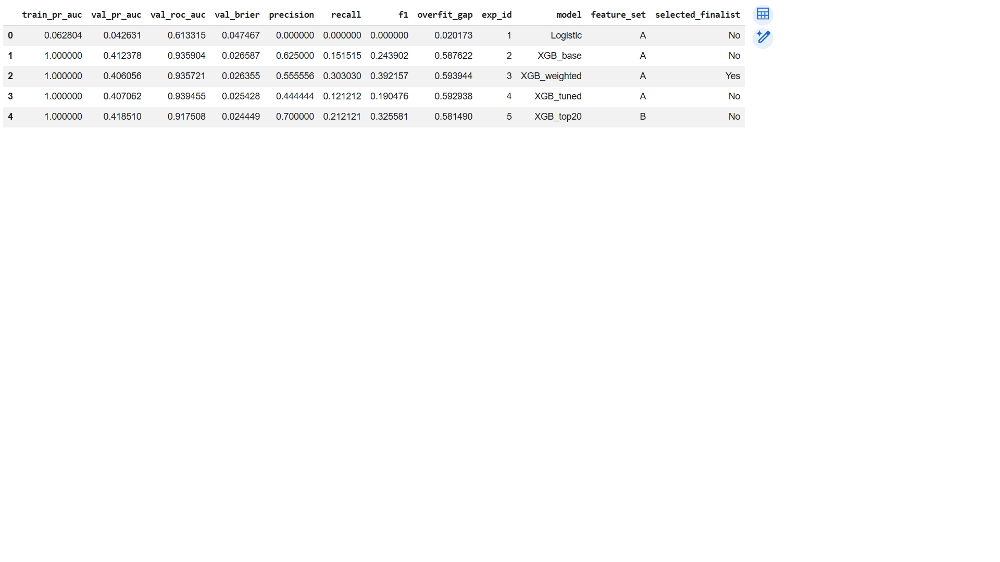 train_pr_auc val_pr_auc val_roc_auc val_brier precision recall f1 overfit_gap exp_id model feature_set selected_finalist
0 0.062804 0.042631 0.613315 0.047467 0.000000 0.000000 0.000000 0.020173 1 Logistic A No
1 1.000000 0.412378 0.935904 0.026587 0.625000 0.151515 0.243902 0.587622 2 XGB_base A No
2 1.000000 0.406056 0.935721 0.026355 0.555556 0.303030 0.392157 0.593944 3 XGB_weighted A Yes
3 1.000000 0.407062 0.939455 0.025428 0.444444 0.121212 0.190476 0.592938 4 XGB_tuned A No
4 1.000000 0.418510 0.917508 0.024449 0.700000 0.212121 0.325581 0.581490 5 XGB_top20 B No